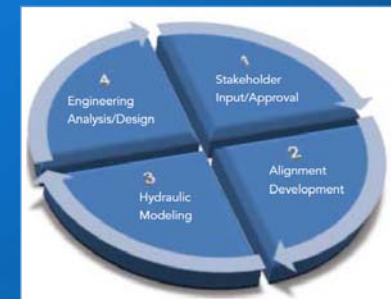 1
Stakeholder
Input/Approval
2
Alignment
Development
3
Hydraulic
Modeling
4
Engineering
Analysis/Design